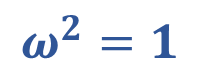 ω² = 1